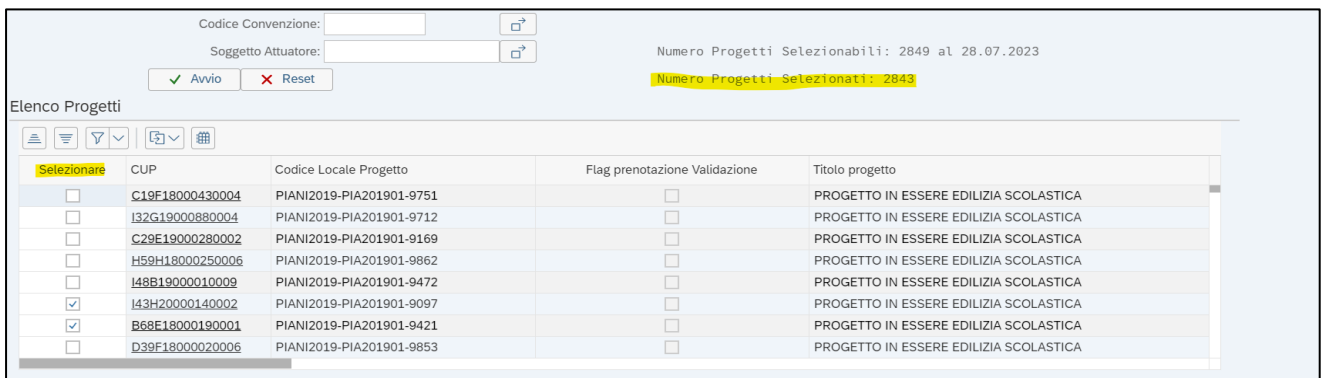 Codice Convenzione:
Soggetto Attuatore:
Numero Progetti Selezionabili: 2849 al 28.07.2023
Avvio Reset
Numero Progetti Selezionati: 2843
Elenco Progetti
Selezionare CUP Codice Locale Progetto Flag prenotazione Validazione Titolo progetto
C19F18000430004 PIANI2019-PIA201901-9751 PROGETTO IN ESSERE EDILIZIA SCOLASTICA
I32G19000880004 PIANI2019-PIA201901-9712 PROGETTO IN ESSERE EDILIZIA SCOLASTICA
C29E19000280002 PIANI2019-PIA201901-9169 PROGETTO IN ESSERE EDILIZIA SCOLASTICA
H59H18000250006 PIANI2019-PIA201901-9862 PROGETTO IN ESSERE EDILIZIA SCOLASTICA
I48B19000010009 PIANI2019-PIA201901-9472 PROGETTO IN ESSERE EDILIZIA SCOLASTICA
I43H20000140002 PIANI2019-PIA201901-9097 PROGETTO IN ESSERE EDILIZIA SCOLASTICA
B68E18000190001 PIANI2019-PIA201901-9421 PROGETTO IN ESSERE EDILIZIA SCOLASTICA
D39F18000020006 PIANI2019-PIA201901-9853 PROGETTO IN ESSERE EDILIZIA SCOLASTICA